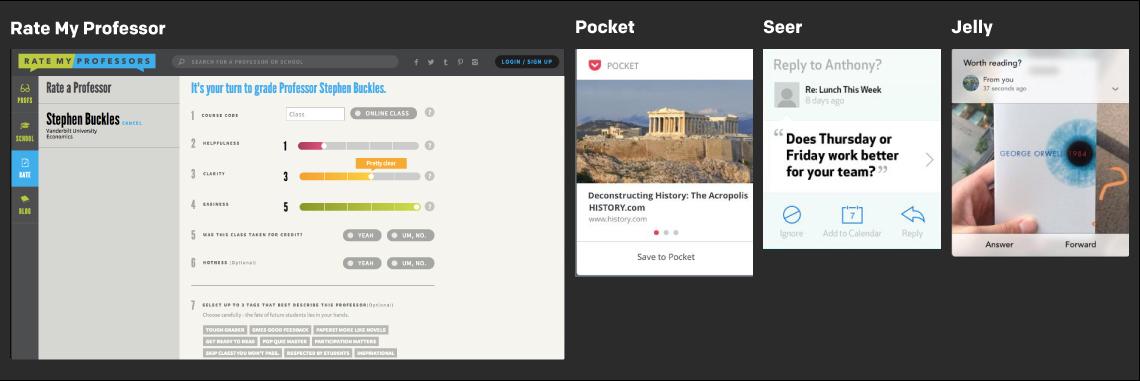 Rate My Professor
RATE MY PROFESSORS
SEARCH FOR A PROFESSOR OR SCHOOL
LOGIN / SIGN UP
PROFS
SCHOOL
RATE
BLOG
Rate a Professor
Stephen Buckles CANCEL
Vanderbilt University
Economics
It's your turn to grade Professor Stephen Buckles.
1 COURSE CODE Class ONLINE CLASS ?
2 HELPFULNESS 1 ?
Pretty clear
3 CLARITY 3 ?
4 EASINESS 5 ?
5 WAS THIS CLASS TAKEN FOR CREDIT? YEAH UM, NO.
6 HOTNESS (Optional) YEAH UM, NO.
7 SELECT UP TO 3 TAGS THAT BEST DESCRIBE THIS PROFESSOR(Optional)
Choose carefully - the fate of future students lies in your hands.
TOUGH GRADER GIVES GOOD FEEDBACK PAPERS? MORE LIKE NOVELS
GET READY TO READ POP QUIZ MASTER PARTICIPATION MATTERS
SKIP CLASS? YOU WON'T PASS. RESPECTED BY STUDENTS INSPIRATIONAL
Pocket
POCKET
Deconstructing History: The Acropolis
HISTORY.com
www.history.com
Save to Pocket
Seer
Reply to Anthony?
Re: Lunch This Week
8 days ago
“Does Thursday or
Friday work better
for your team?”
7
Ignore Add to Calendar Reply
Jelly
Worth reading?
From you
37 seconds ago
GEORGE ORWELL 1984
?
Answer Forward